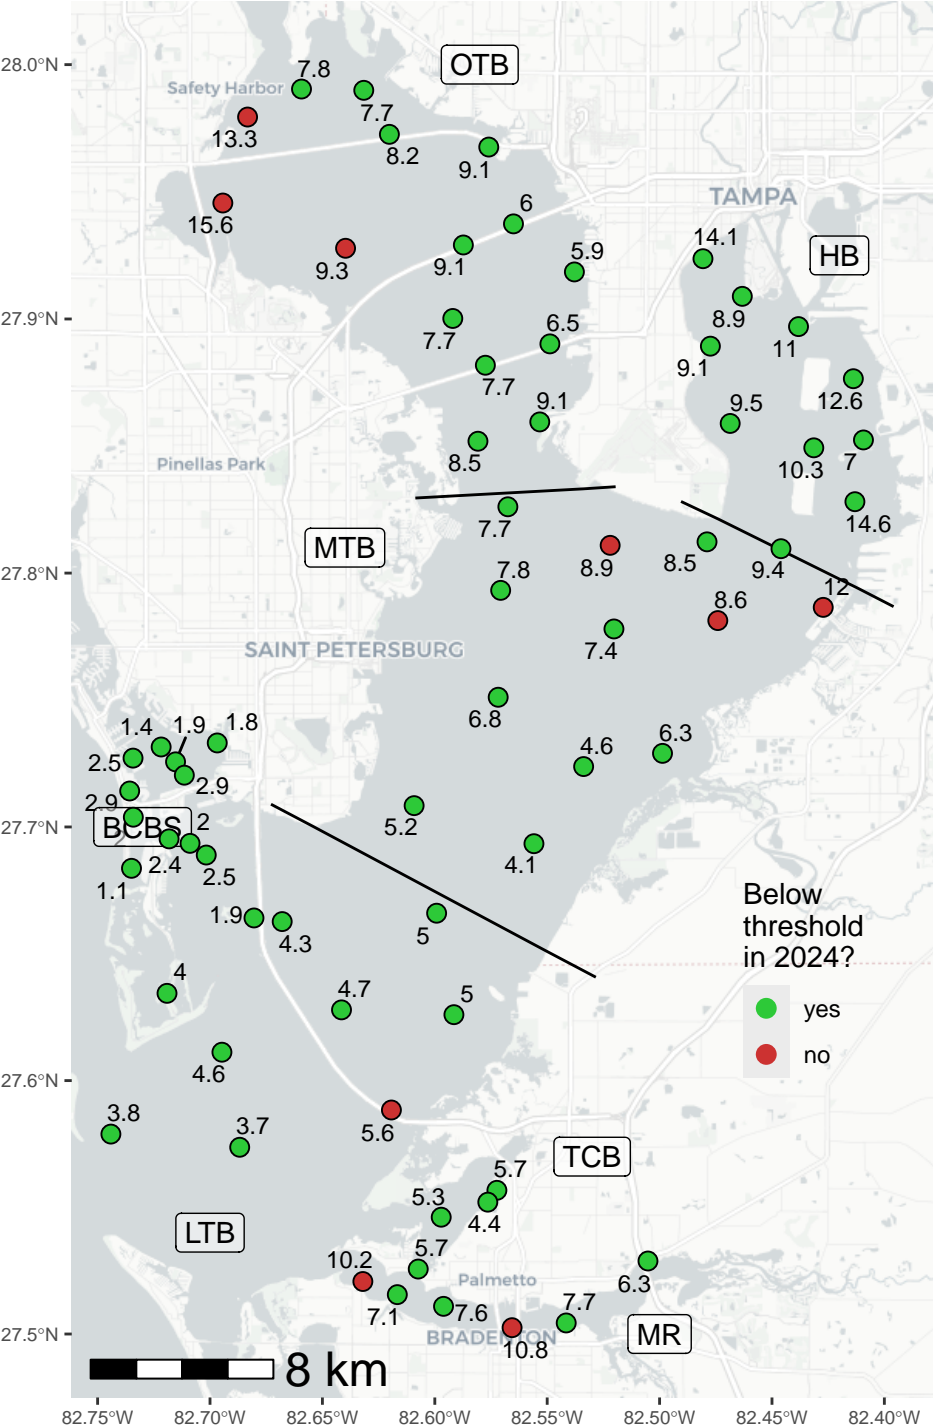 28.0°N
OTB
7.8
Safety Harbor
7.7
13.3
8.2
9.1
TAMPA
6
15.6
14.1
HB
5.9
9.1
9.3
27.9°N
8.9
6.5
7.7
11
9.1
7.7
12.6
9.1
9.5
8.5
7
Pinellas Park
10.3
14.6
7.7
MTB
8.9
8.5
9.4
27.8°N
7.8
12
8.6
SAINT PETERSBURG
7.4
6.8
1.4
1.9
1.8
6.3
2.5
4.6
2.9
2.9
27.7°N
BCBS
2
5.2
2.4
2.5
4.1
1.1
Below
threshold
in 2024?
1.9
5
4.3
4
4.7
5
yes
no
27.6°N
4.6
3.8
3.7
5.6
TCB
5.7
5.3
4.4
LTB
5.7
10.2
Palmetto
6.3
7.1
7.6
7.7
27.5°N
BRADENTON
MR
10.8
8 km
82.75°W
82.70°W
82.65°W
82.60°W
82.55°W
82.50°W
82.45°W
82.40°W